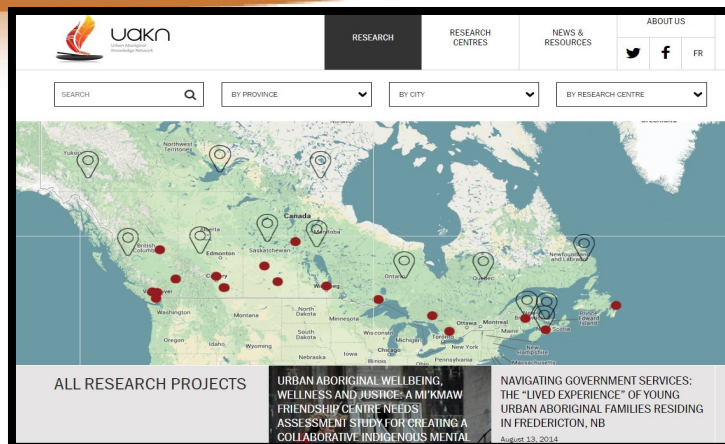 uakn
Urban Aboriginal
Knowledge Network
RESEARCH
RESEARCH
CENTRES
NEWS &
RESOURCES
ABOUT US
FR
SEARCH
BY PROVINCE
BY CITY
BY RESEARCH CENTRE
Yukon
Northwest
Territories
Canada
British
Columbia
Alberta
Manitoba
Edmonton
Saskatchewan
Newfoundland
and Labrador
Ontario
Quebec
Prince
Edward
Island
Washington
Montana
North
Dakota
Minnesota
Ottawa
Montreal
Maine
Scotia
Oregon
Idaho
Wyoming
South
Dakota
Wisconsin
Michigan
Toronto
New York
New
Hampshire
Massachusetts
Nebraska
Iowa
Chicago
Illinois
Ohio
Pennsylvania
ALL RESEARCH PROJECTS
URBAN ABORIGINAL WELLBEING,
WELLNESS AND JUSTICE: A MI'KMAW
FRIENDSHIP CENTRE NEEDS
ASSESSMENT STUDY FOR CREATING A
COLLABORATIVE INDIGENOUS MENTAL
NAVIGATING GOVERNMENT SERVICES:
THE “LIVED EXPERIENCE” OF YOUNG
URBAN ABORIGINAL FAMILIES RESIDING
IN FREDERICTON, NB
August 13, 2014